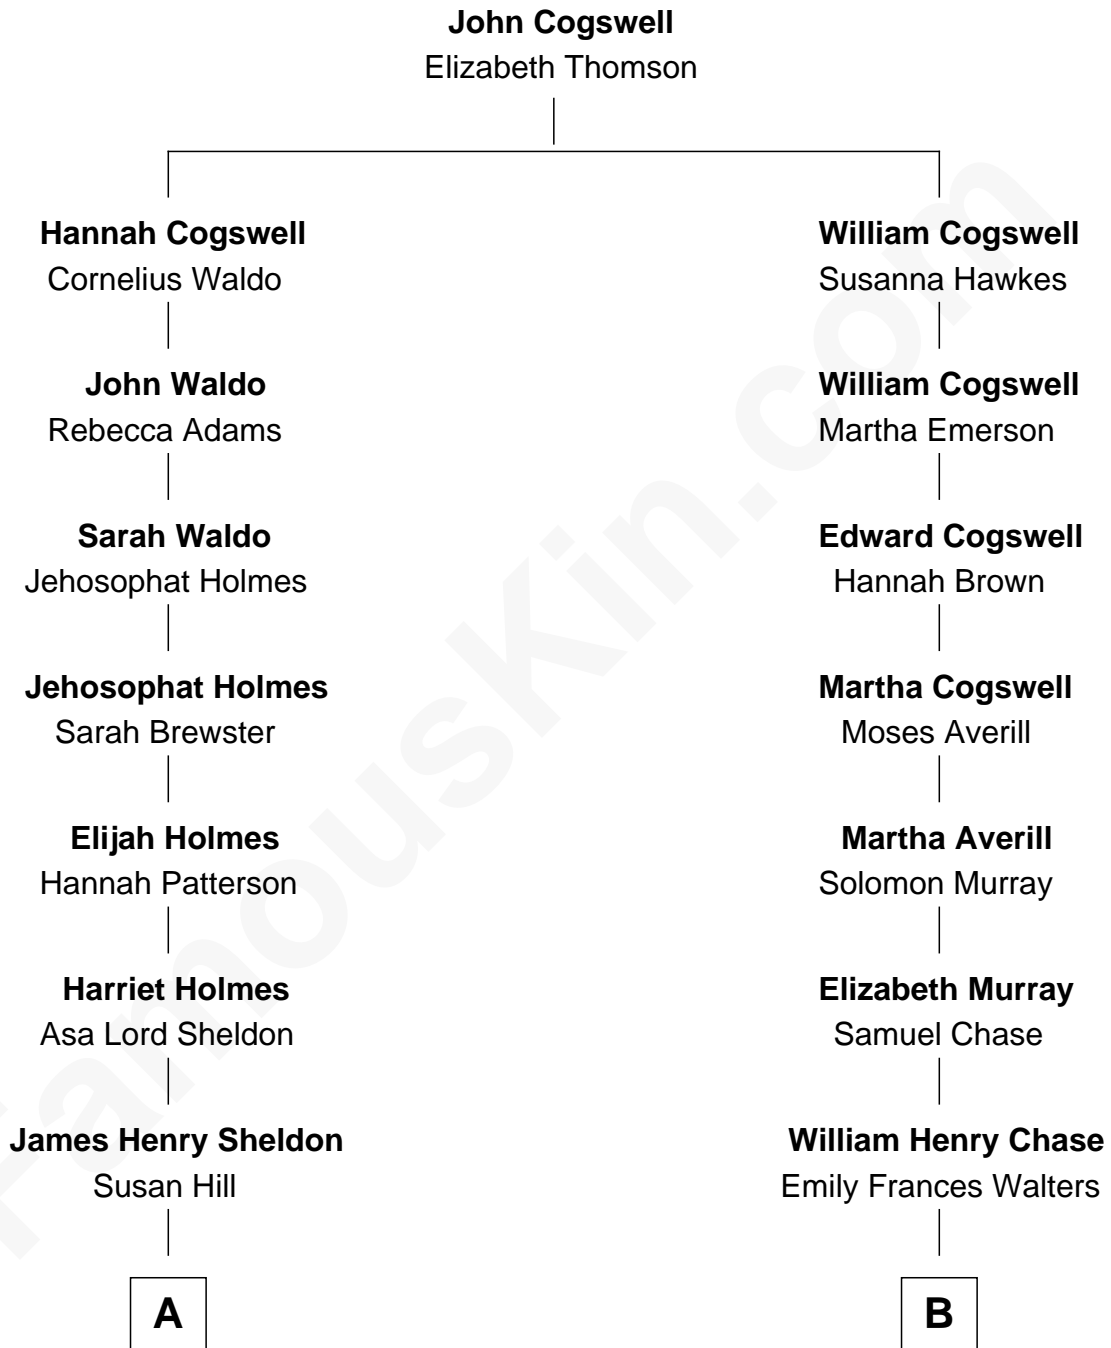 John Cogswell
Elizabeth Thomson
Hannah Cogswell
Cornelius Waldo
William Cogswell
Susanna Hawkes
John Waldo
Rebecca Adams
William Cogswell
Martha Emerson
Sarah Waldo
Jehosophat Holmes
Edward Cogswell
Hannah Brown
Jehosophat Holmes
Sarah Brewster
Martha Cogswell
Moses Averill
Elijah Holmes
Hannah Patterson
Martha Averill
Solomon Murray
Harriet Holmes
Asa Lord Sheldon
Elizabeth Murray
Samuel Chase
James Henry Sheldon
Susan Hill
William Henry Chase
Emily Frances Walters
A
B
FamousKin.com